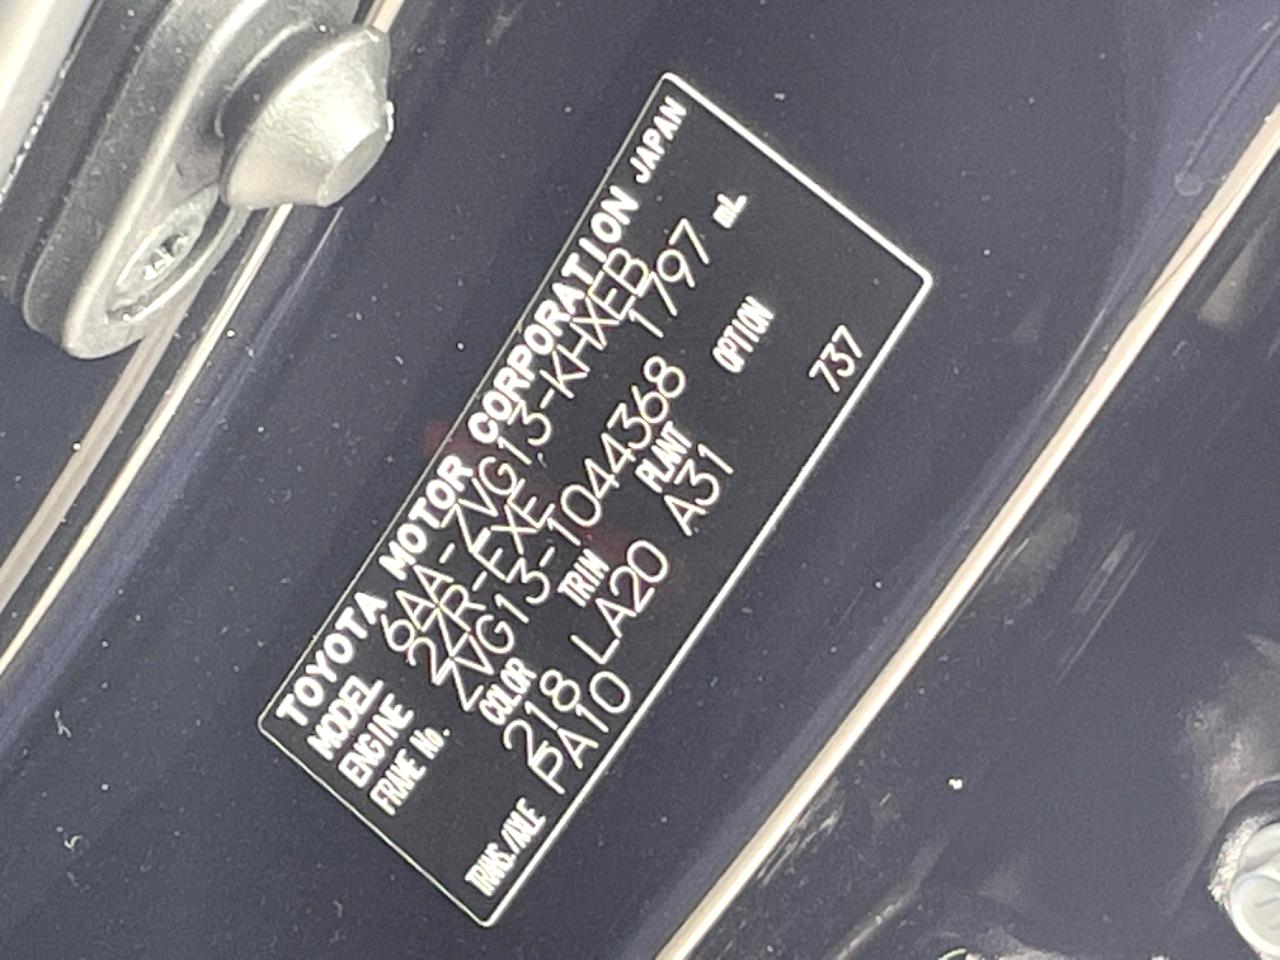 TOYOTA MOTOR CORPORATION JAPAN
MODEL 6AA-ZVG13-KHXEB
ENGINE 2ZR-FXE 1797 mL
FRAME No. ZVG13-1044368
COLOR TRIM PLANT OPTION
218 LA20 A31
TRANS./AXLE PA10 737